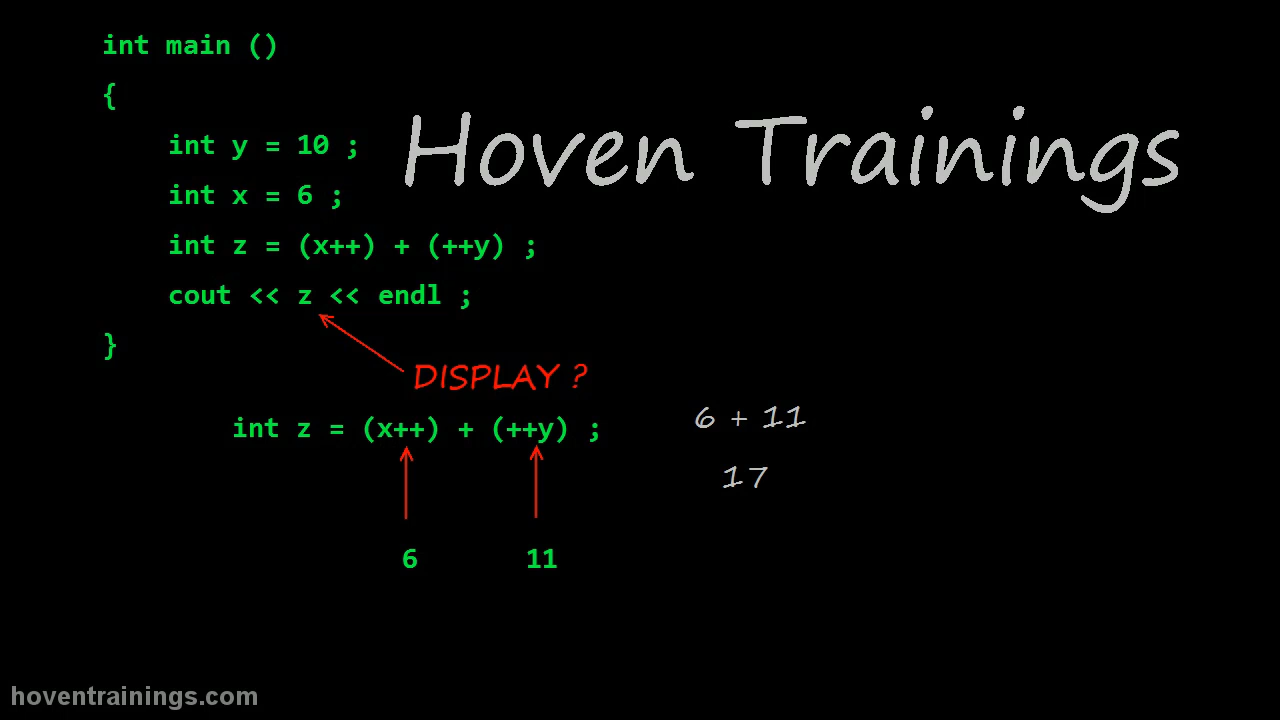 int main ()
{
Hoven Trainings
int y = 10 ;
int x = 6 ;
int z = (x++) + (++y) ;
cout << z << endl ;
}
DISPLAY ?
int z = (x++) + (++y) ;
6 + 11
17
6 11
hoventrainings.com